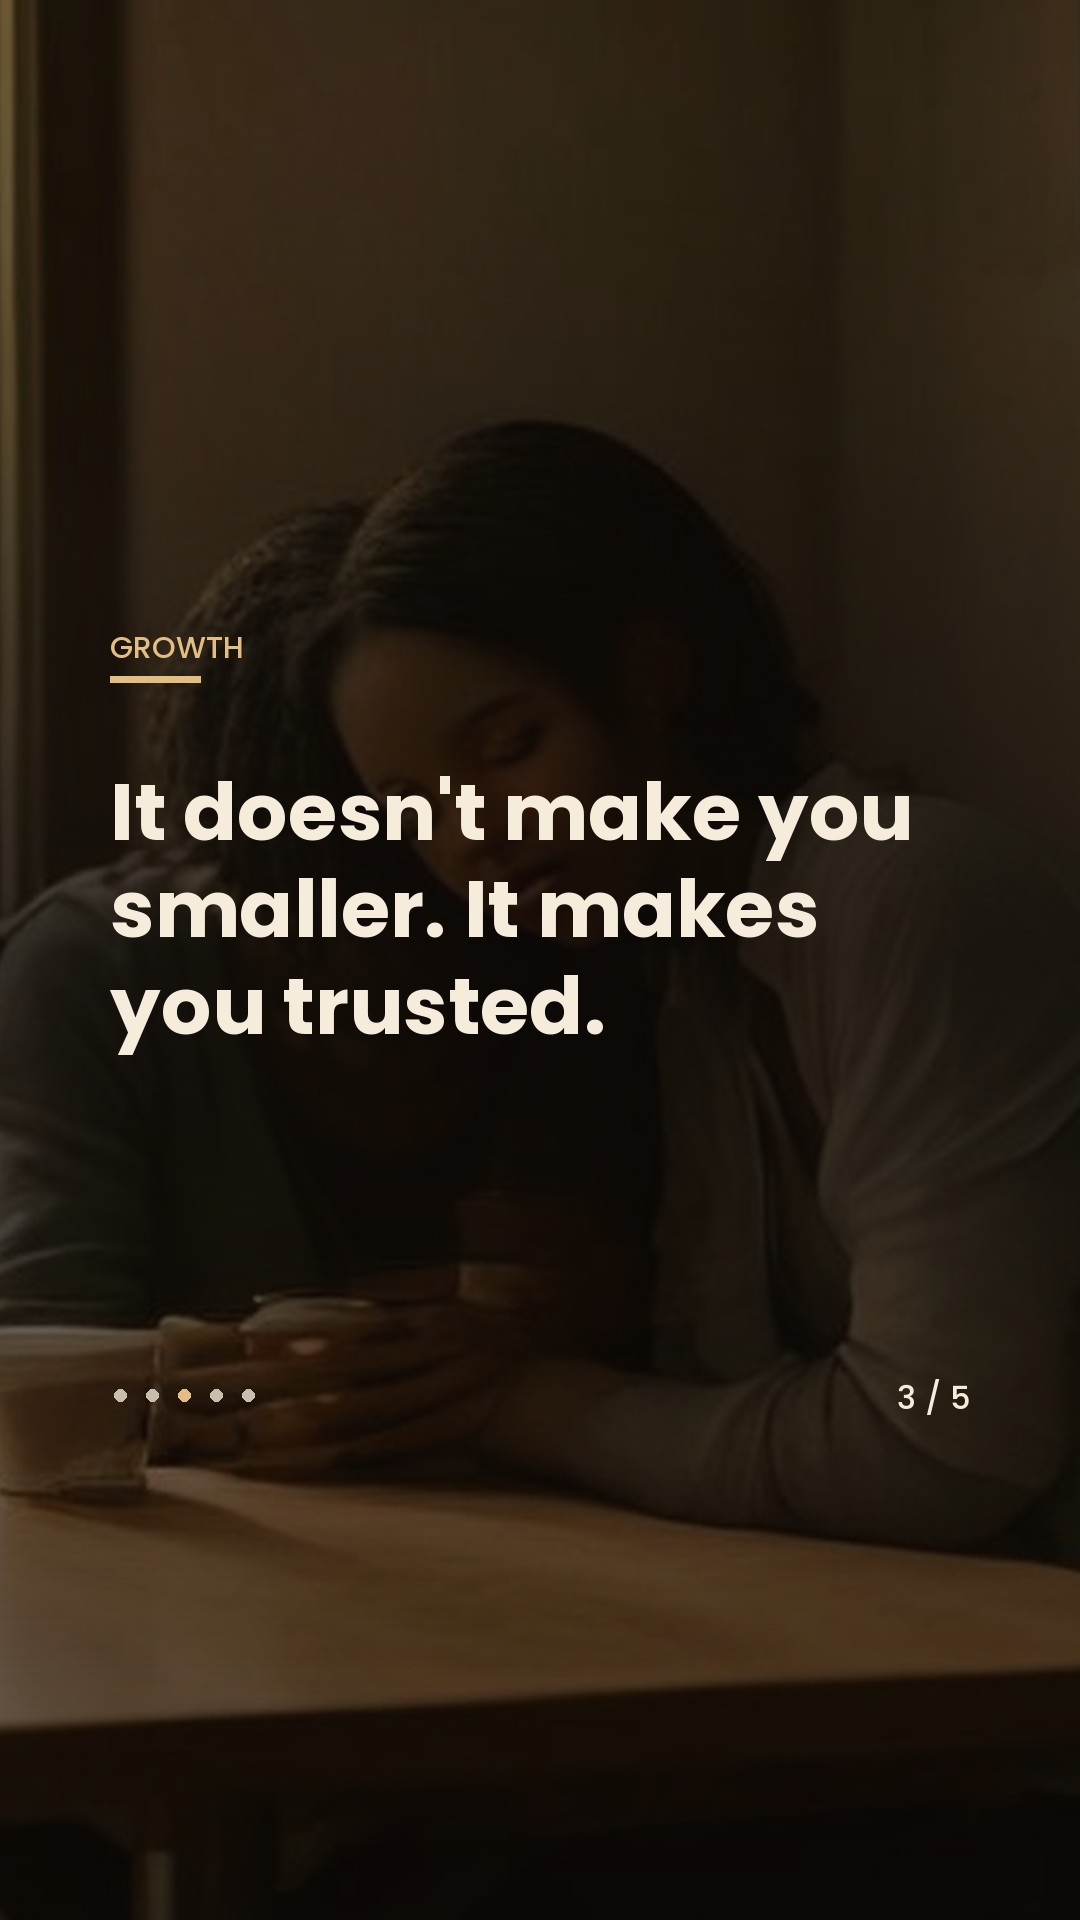 GROWTH
It doesn't make you
smaller. It makes
you trusted.
3 / 5